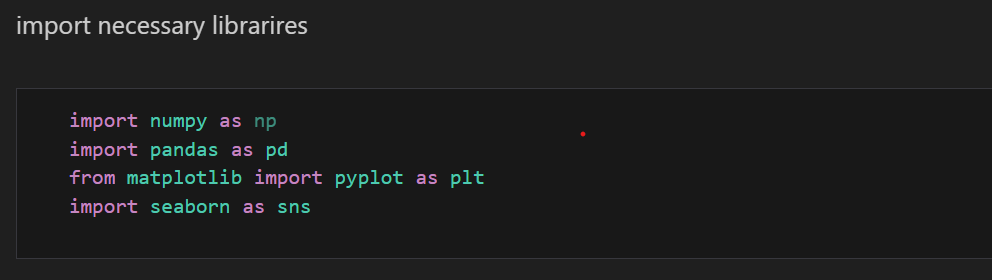 import necessary librarires
import numpy as np
import pandas as pd
from matplotlib import pyplot as plt
import seaborn as sns